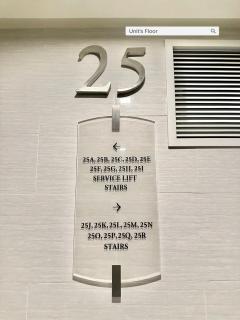 Unit's Floor
25
←
25A, 25B, 25C, 25D, 25E
25F, 25G, 25H, 25I
SERVICE LIFT
STAIRS
→
25J, 25K, 25L, 25M, 25N
25O, 25P, 25Q, 25R
STAIRS